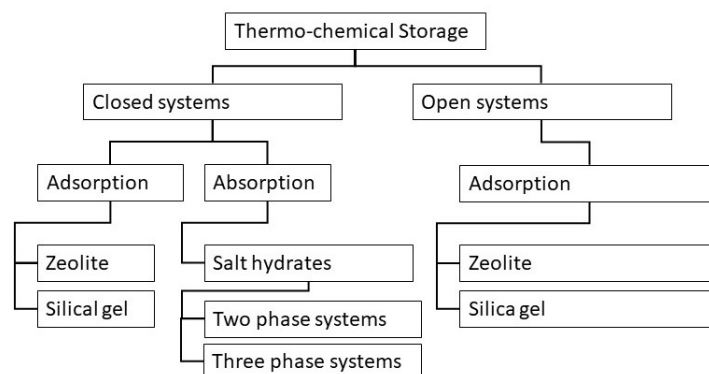 Thermo-chemical Storage
Closed systems
Open systems
Adsorption
Absorption
Adsorption
Zeolite
Salt hydrates
Zeolite
Silical gel
Two phase systems
Silica gel
Three phase systems